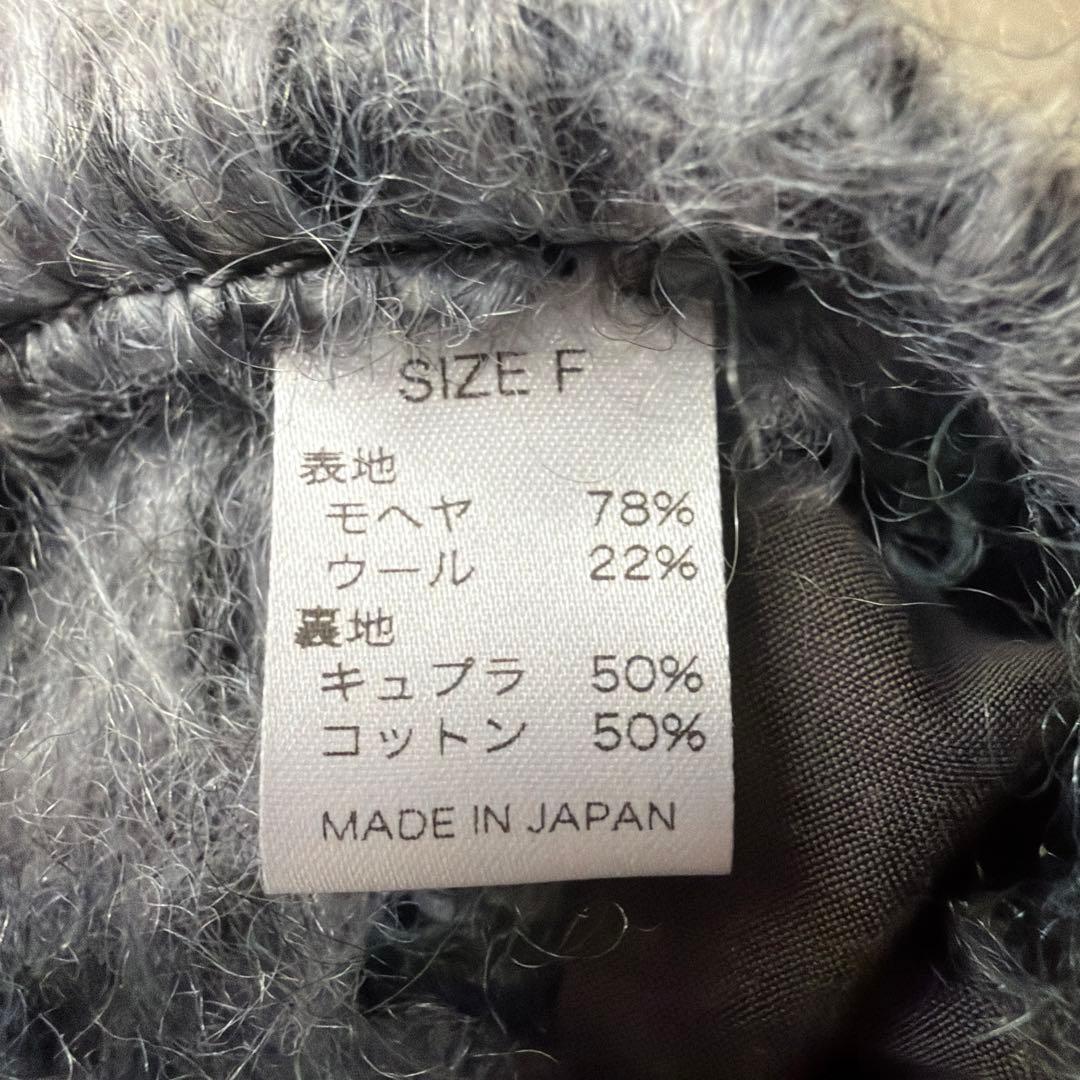 SIZE F
表地
モヘヤ 78%
ウール 22%
裏地
キュプラ 50%
コットン 50%
MADE IN JAPAN